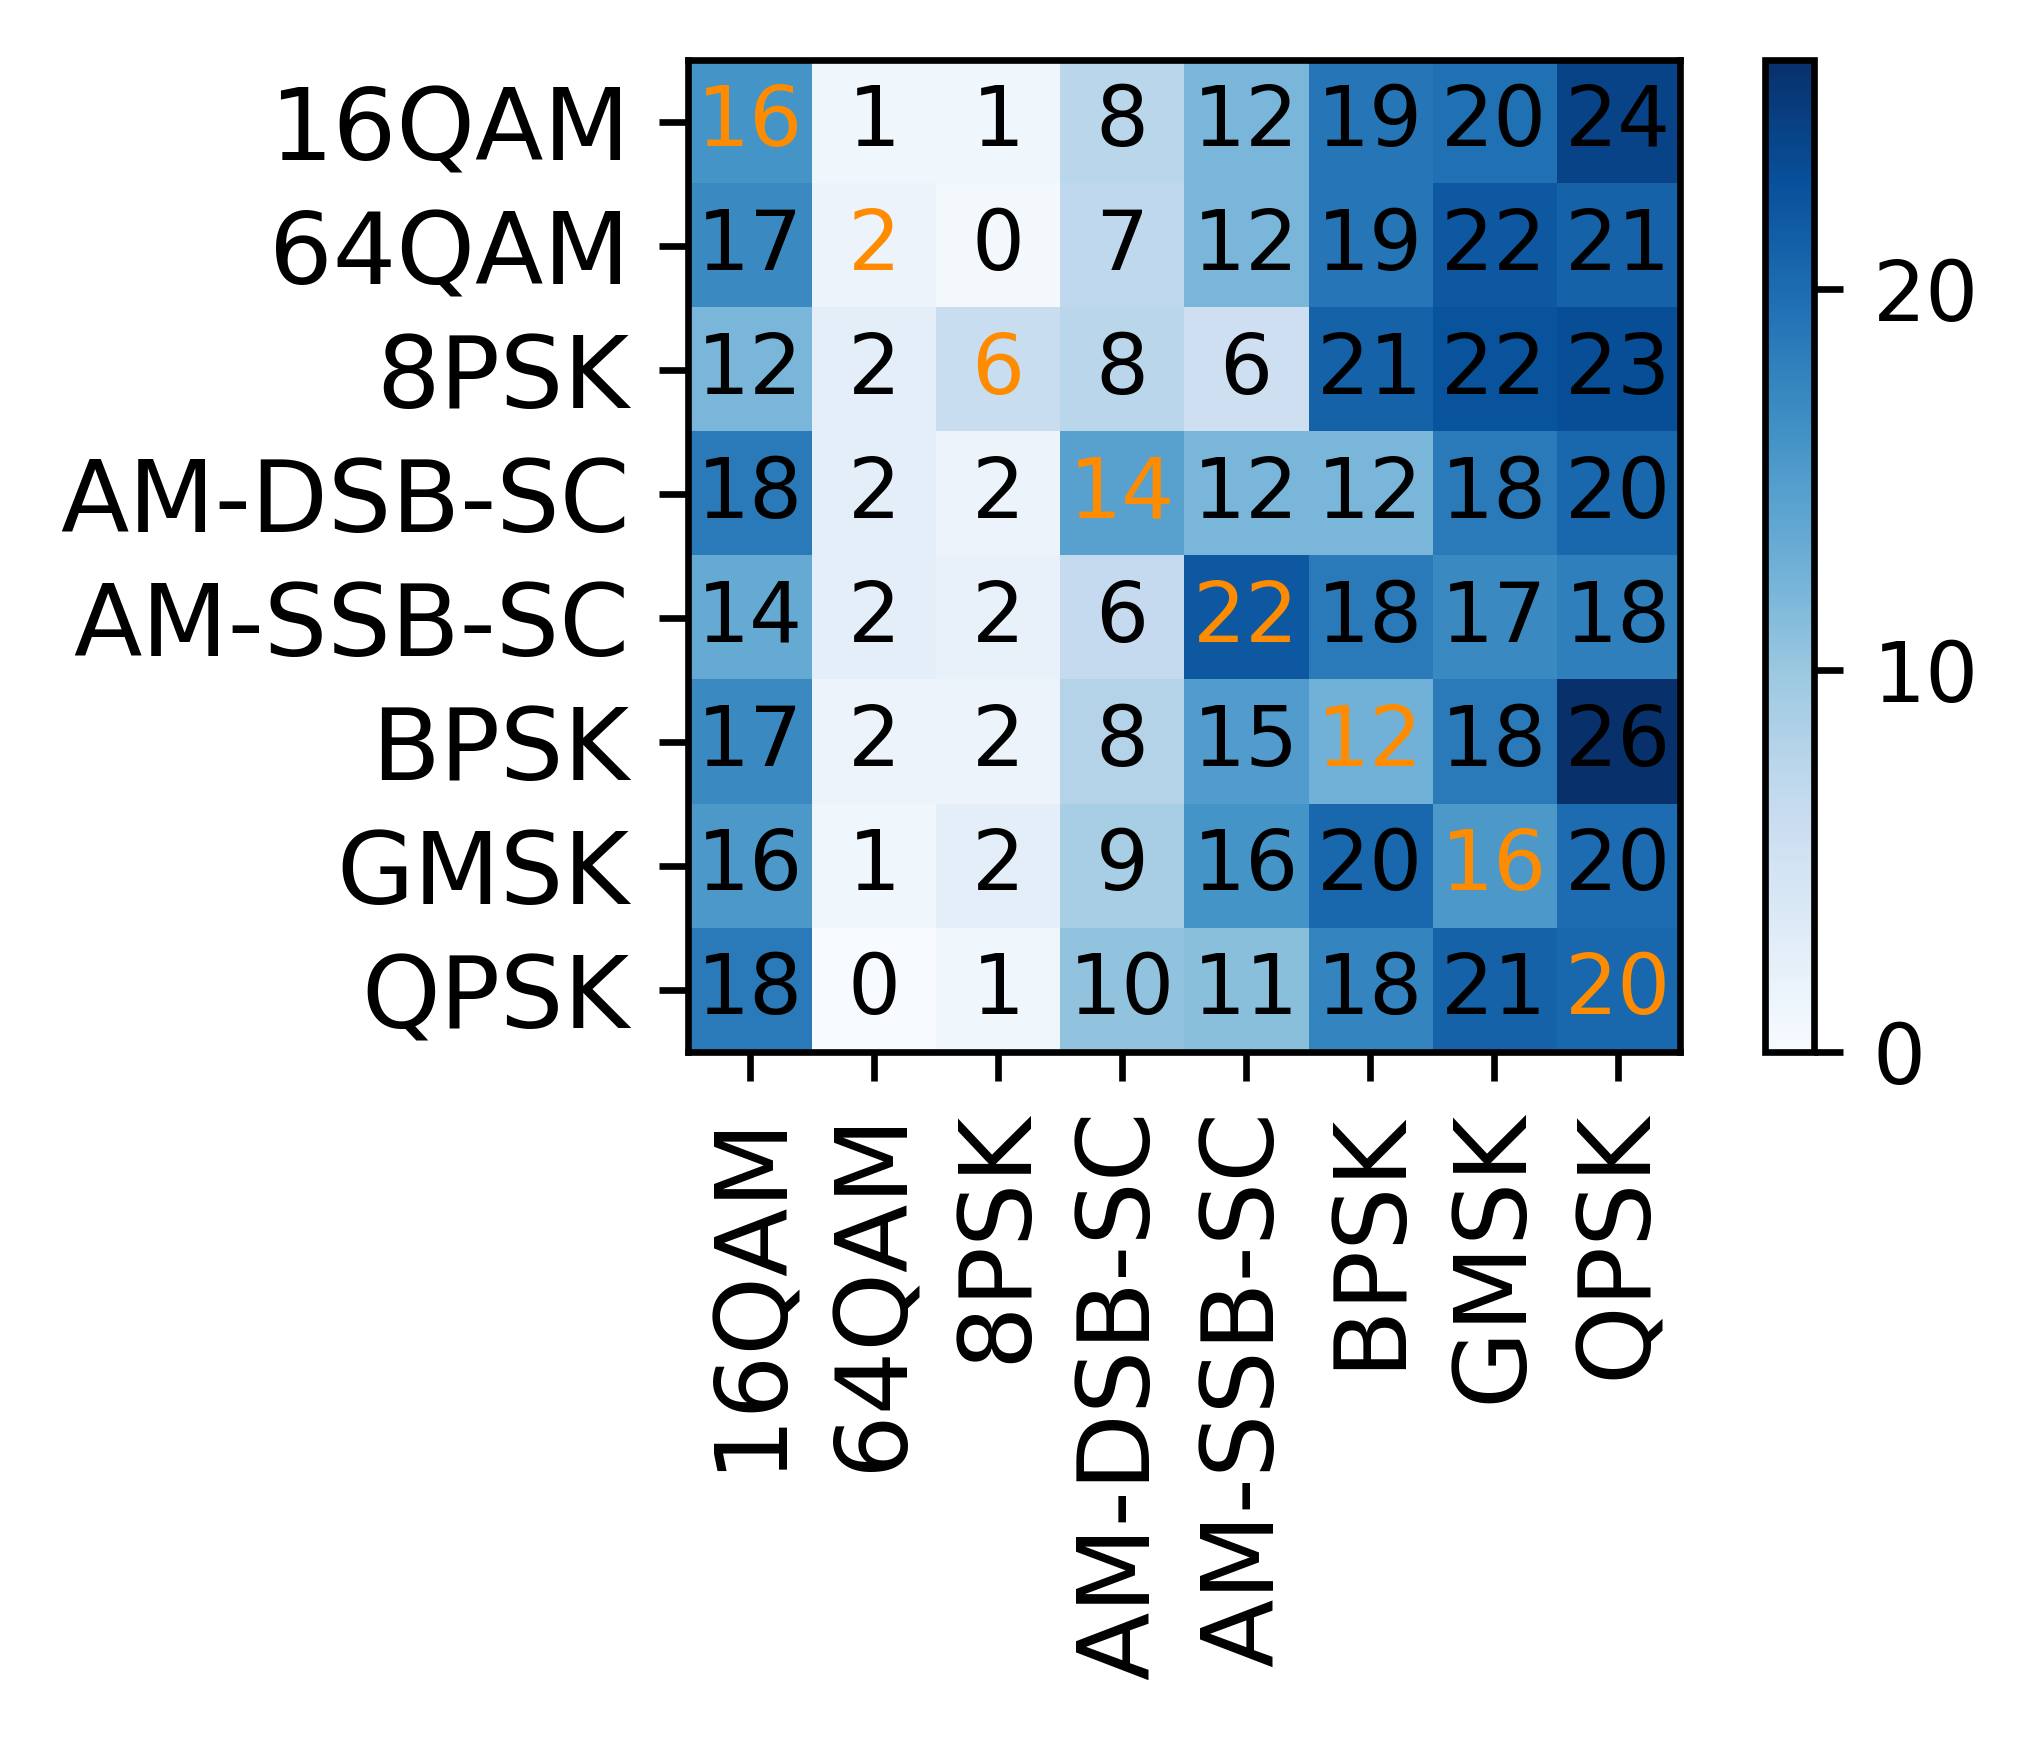 16QAM 16 1 1 8 12 19 20 24
64QAM 17 2 0 7 12 19 22 21
8PSK 12 2 6 8 6 21 22 23
AM-DSB-SC 18 2 2 14 12 12 18 20
AM-SSB-SC 14 2 2 6 22 18 17 18
BPSK 17 2 2 8 15 12 18 26
GMSK 16 1 2 9 16 20 16 20
QPSK 18 0 1 10 11 18 21 20
16QAM
64QAM
8PSK
AM-DSB-SC
AM-SSB-SC
BPSK
GMSK
QPSK
20
10
0